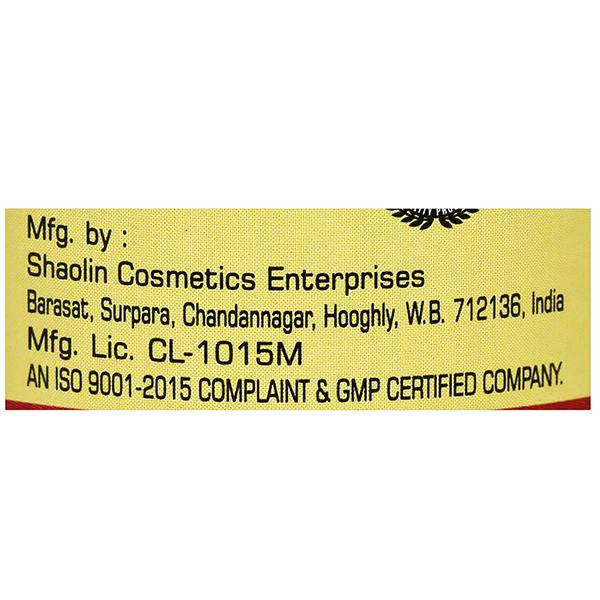 Mfg. by :
Shaolin Cosmetics Enterprises
Barasat, Surpara, Chandannagar, Hooghly, W.B. 712136, India
Mfg. Lic. CL-1015M
AN ISO 9001-2015 COMPLAINT & GMP CERTIFIED COMPANY.